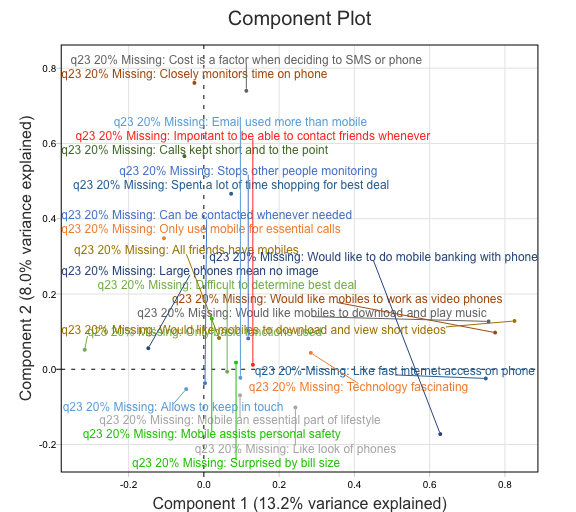 Component Plot
q23 20% Missing: Cost is a factor when deciding to SMS or phone
q23 20% Missing: Closely monitors time on phone
q23 20% Missing: Email used more than mobile
q23 20% Missing: Important to be able to contact friends whenever
q23 20% Missing: Calls kept short and to the point
q23 20% Missing: Stops other people monitoring
q23 20% Missing: Spent a lot of time shopping for best deal
q23 20% Missing: Can be contacted whenever needed
q23 20% Missing: Only use mobile for essential calls
q23 20% Missing: All friends have mobiles
q23 20% Missing: Would like to do mobile banking with phone
q23 20% Missing: Large phones mean no image
q23 20% Missing: Difficult to determine best deal
q23 20% Missing: Would like mobiles to work as video phones
q23 20% Missing: Would like mobiles to download and play music
q23 20% Missing: Would like mobiles to download and view short videos
q23 20% Missing: Only basic functions used
q23 20% Missing: Like fast internet access on phone
q23 20% Missing: Technology fascinating
q23 20% Missing: Allows to keep in touch
q23 20% Missing: Mobile an essential part of lifestyle
q23 20% Missing: Mobile assists personal safety
q23 20% Missing: Like look of phones
q23 20% Missing: Surprised by bill size
0.8
0.6
0.4
0.2
0.0
-0.2
-0.2
0.0
0.2
0.4
0.6
0.8
Component 2 (8.0% variance explained)
Component 1 (13.2% variance explained)